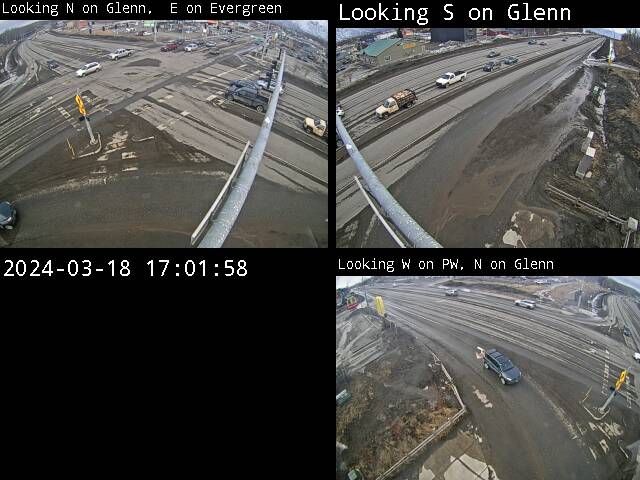 Looking N on Glenn, E on Evergreen
Looking S on Glenn
2024-03-18 17:01:58
Looking W on PW, N on Glenn